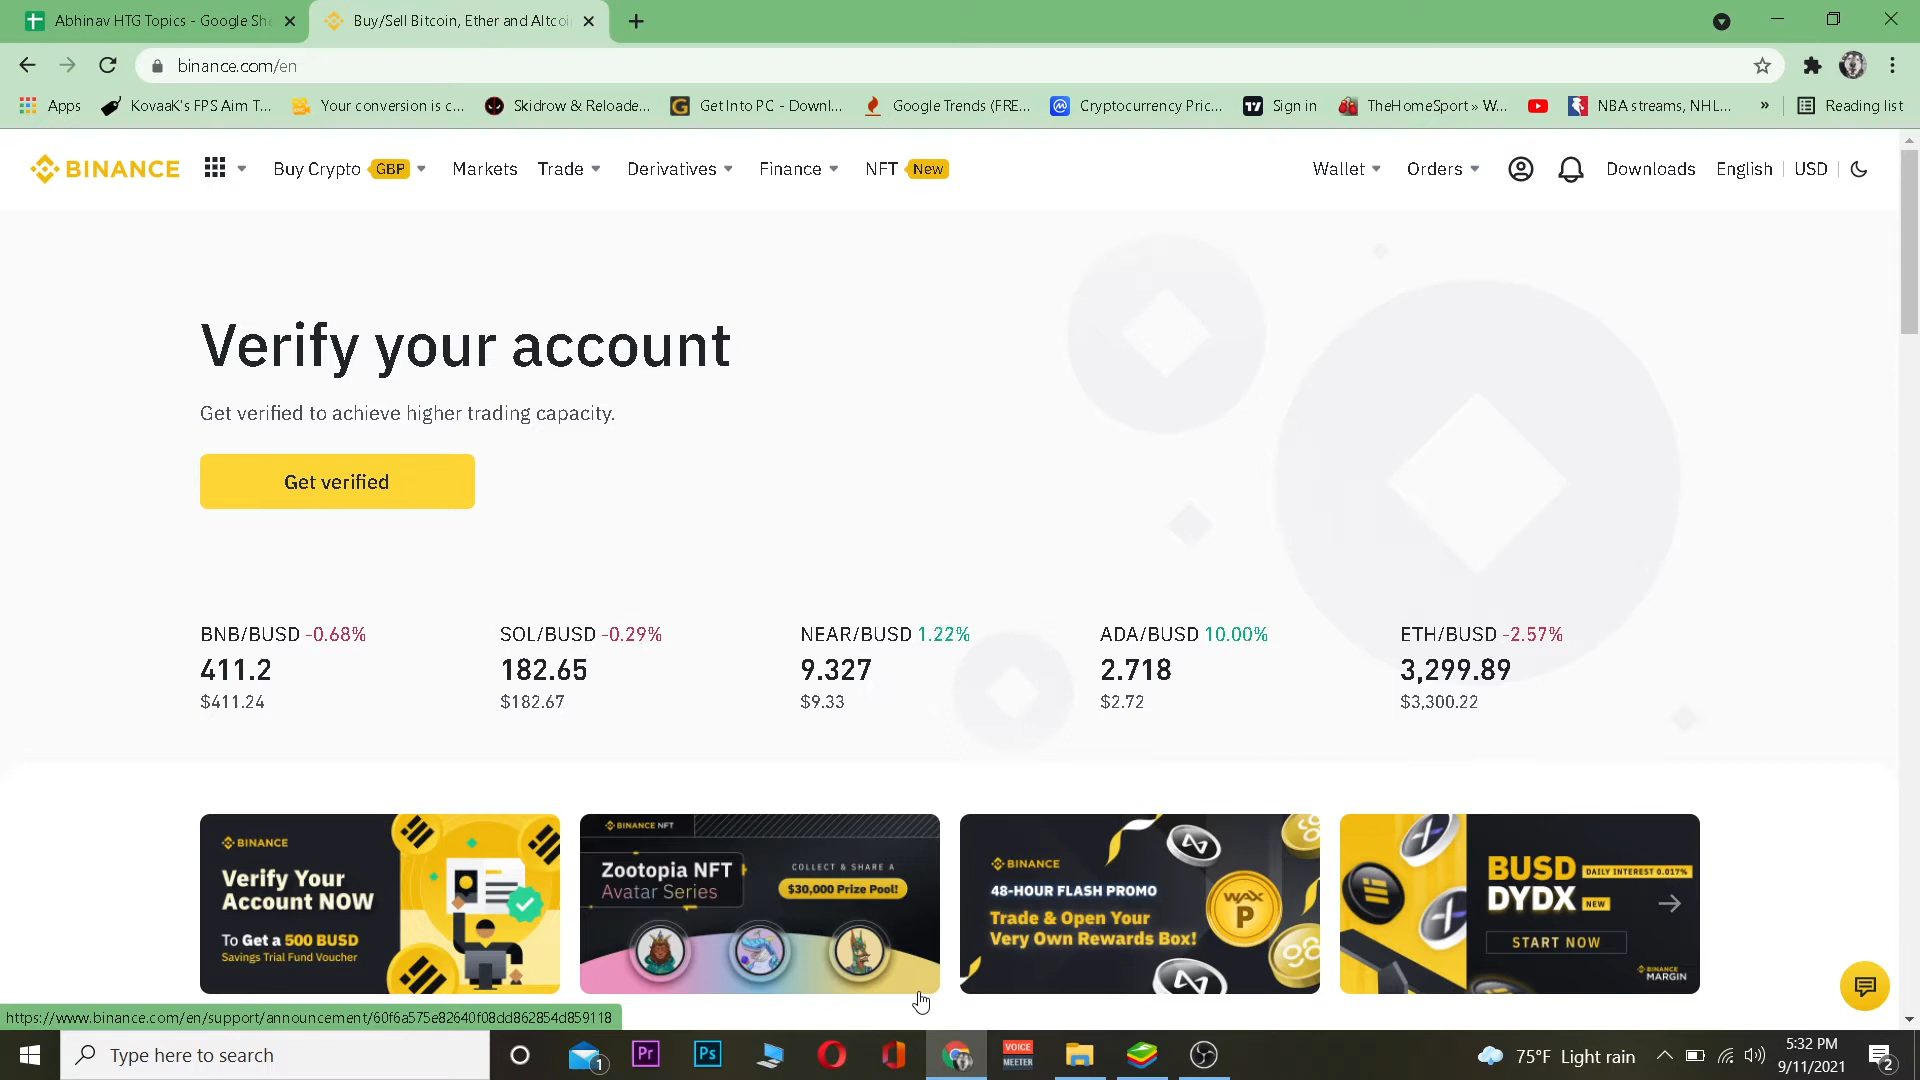 Abhinav HTG Topics - Google She
Buy/Sell Bitcoin, Ether and Altcoi
binance.com/en
Apps
KovaaK's FPS Aim T...
Your conversion is c...
Skidrow & Reloade...
Get Into PC - Downl...
Google Trends (FRE...
Cryptocurrency Pric...
Sign in
TheHomeSport » W...
NBA streams, NHL...
»
Reading list
BINANCE
Buy Crypto GBP
Markets
Trade
Derivatives
Finance
NFT New
Wallet
Orders
Downloads
English
USD
Verify your account
Get verified to achieve higher trading capacity.
Get verified
BNB/BUSD -0.68%
411.2
$411.24
SOL/BUSD -0.29%
182.65
$182.67
NEAR/BUSD 1.22%
9.327
$9.33
ADA/BUSD 10.00%
2.718
$2.72
ETH/BUSD -2.57%
3,299.89
$3,300.22
BINANCE
Verify Your
Account NOW
To Get a 500 BUSD
Savings Trial Fund Voucher
BINANCE NFT
Zootopia NFT
Avatar Series
COLLECT & SHARE A
$30,000 Prize Pool!
BINANCE
48-HOUR FLASH PROMO
Trade & Open Your
Very Own Rewards Box!
WAX
P
BUSD
DAILY INTEREST 0.017%
DYDX NEW
START NOW
BINANCE
MARGIN
https://www.binance.com/en/support/announcement/60f6a575e82640f08dd862854d859118
Type here to search
1
Pr
Ps
VOICE
MEETER
75°F Light rain
5:32 PM
9/11/2021
2